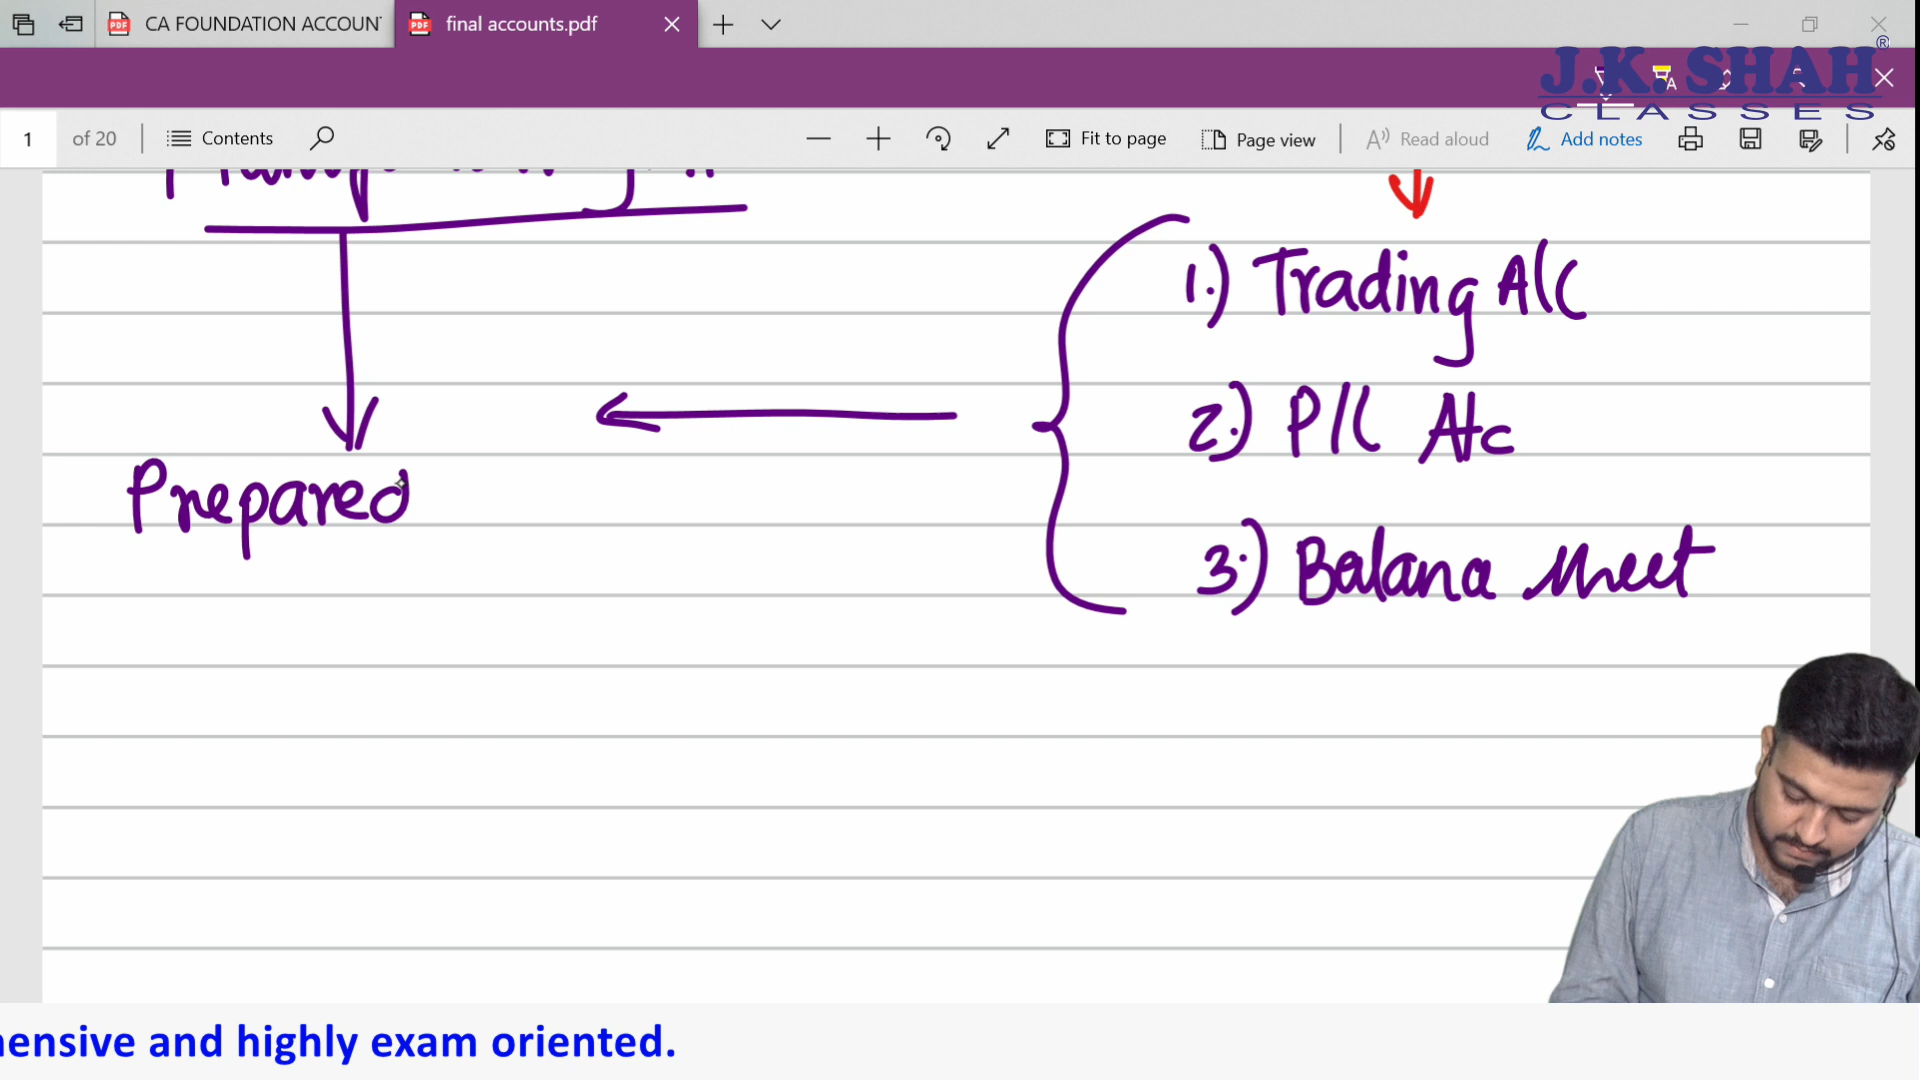 CA FOUNDATION ACCOUN
final accounts.pdf
J.K. SHAH®
CLASSES
1 of 20
Contents
Fit to page
Page view
Read aloud
Add notes
1.) Trading A/C
2.) P/L A/c
3.) Balance Sheet
Prepared
hensive and highly exam oriented.